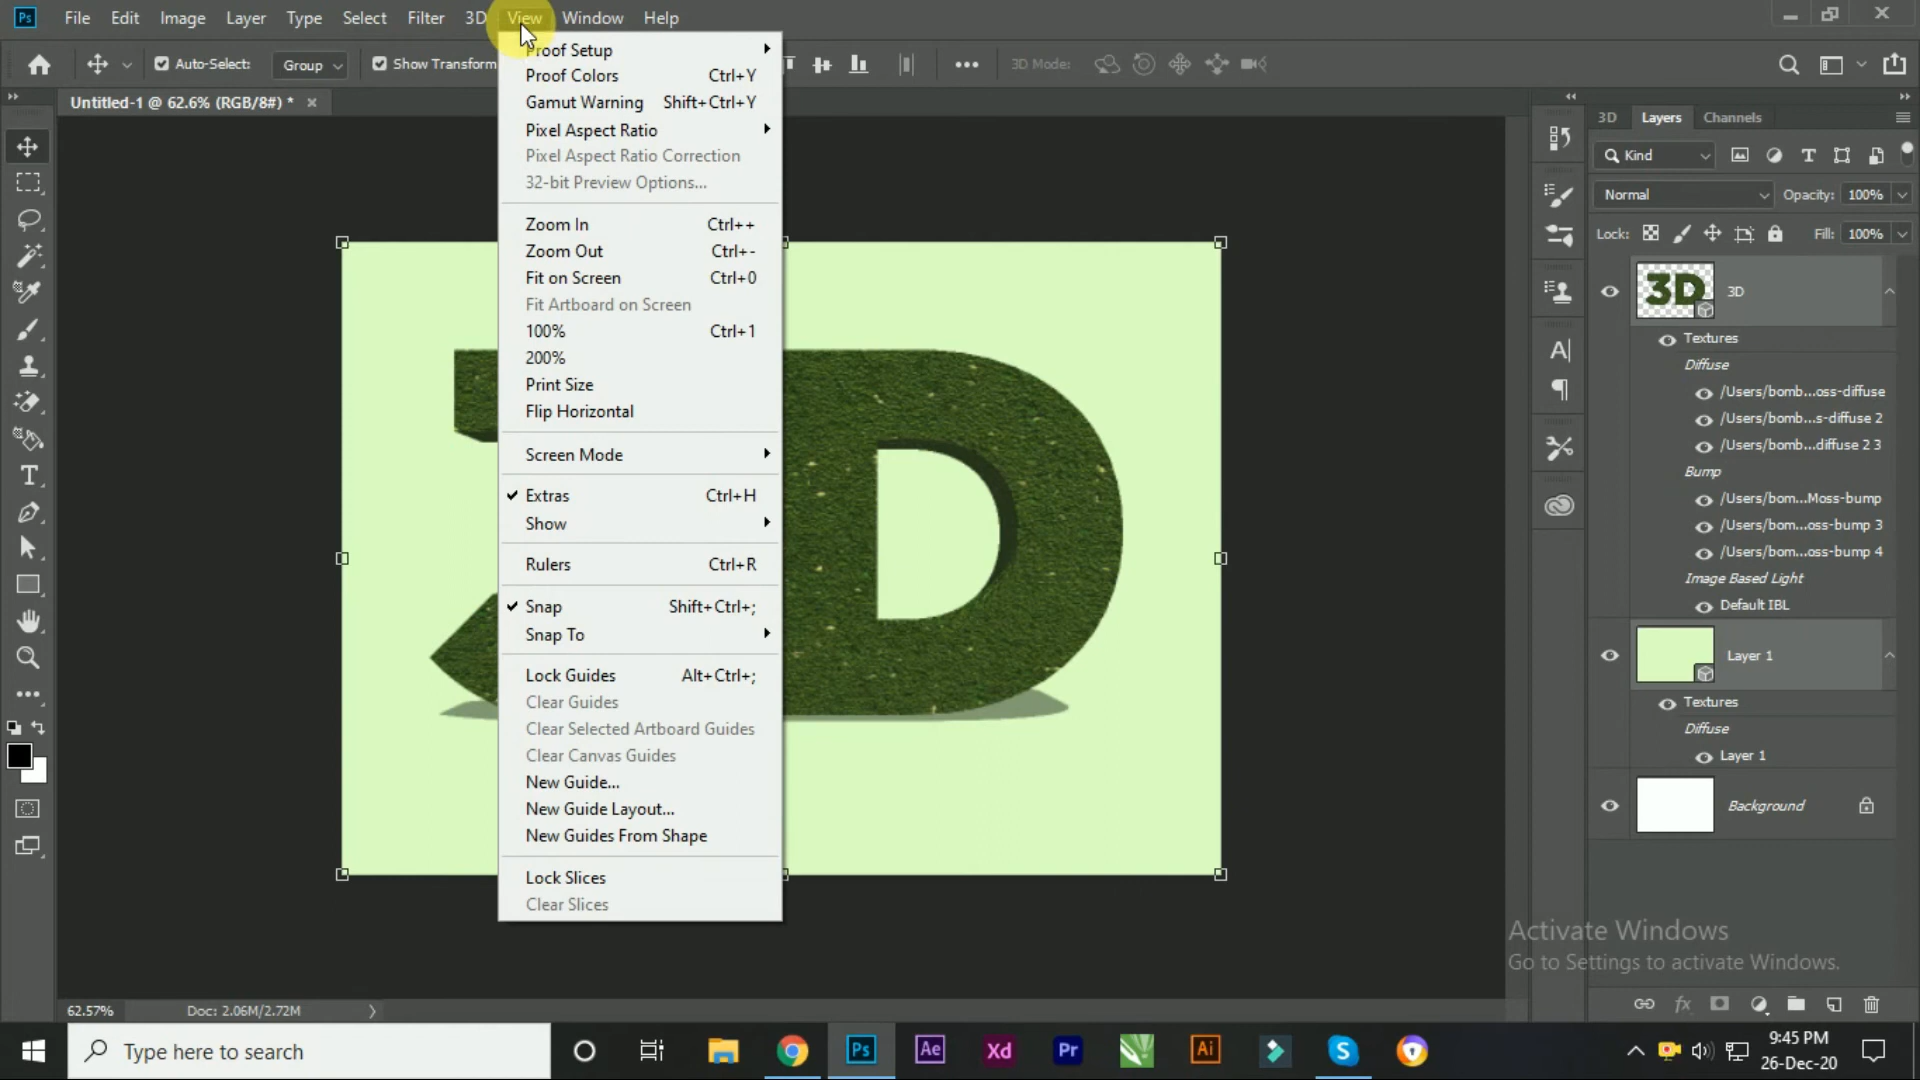 Ps File Edit Image Layer Type Select Filter 3D View Window Help
Auto-Select: Group Show Transform 3D Mode:
Untitled-1 @ 62.6% (RGB/8#) *
Proof Setup
Proof Colors Ctrl+Y
Gamut Warning Shift+Ctrl+Y
Pixel Aspect Ratio
Pixel Aspect Ratio Correction
32-bit Preview Options...
Zoom In Ctrl++
Zoom Out Ctrl+-
Fit on Screen Ctrl+0
Fit Artboard on Screen
100% Ctrl+1
200%
Print Size
Flip Horizontal
Screen Mode
Extras Ctrl+H
Show
Rulers Ctrl+R
Snap Shift+Ctrl+;
Snap To
Lock Guides Alt+Ctrl+;
Clear Guides
Clear Selected Artboard Guides
Clear Canvas Guides
New Guide...
New Guide Layout...
New Guides From Shape
Lock Slices
Clear Slices
D
3D Layers Channels
Kind
Normal Opacity: 100%
Lock: Fill: 100%
3D 3D
Textures
Diffuse
/Users/bomb...oss-diffuse
/Users/bomb...s-diffuse 2
/Users/bomb...diffuse 2 3
Bump
/Users/bom...Moss-bump
/Users/bom...oss-bump 3
/Users/bom...oss-bump 4
Image Based Light
Default IBL
Layer 1
Textures
Diffuse
Layer 1
Background
Activate Windows
Go to Settings to activate Windows.
62.57% Doc: 2.06M/2.72M
Type here to search
Ps Ae Xd Pr Ai
9:45 PM
26-Dec-20